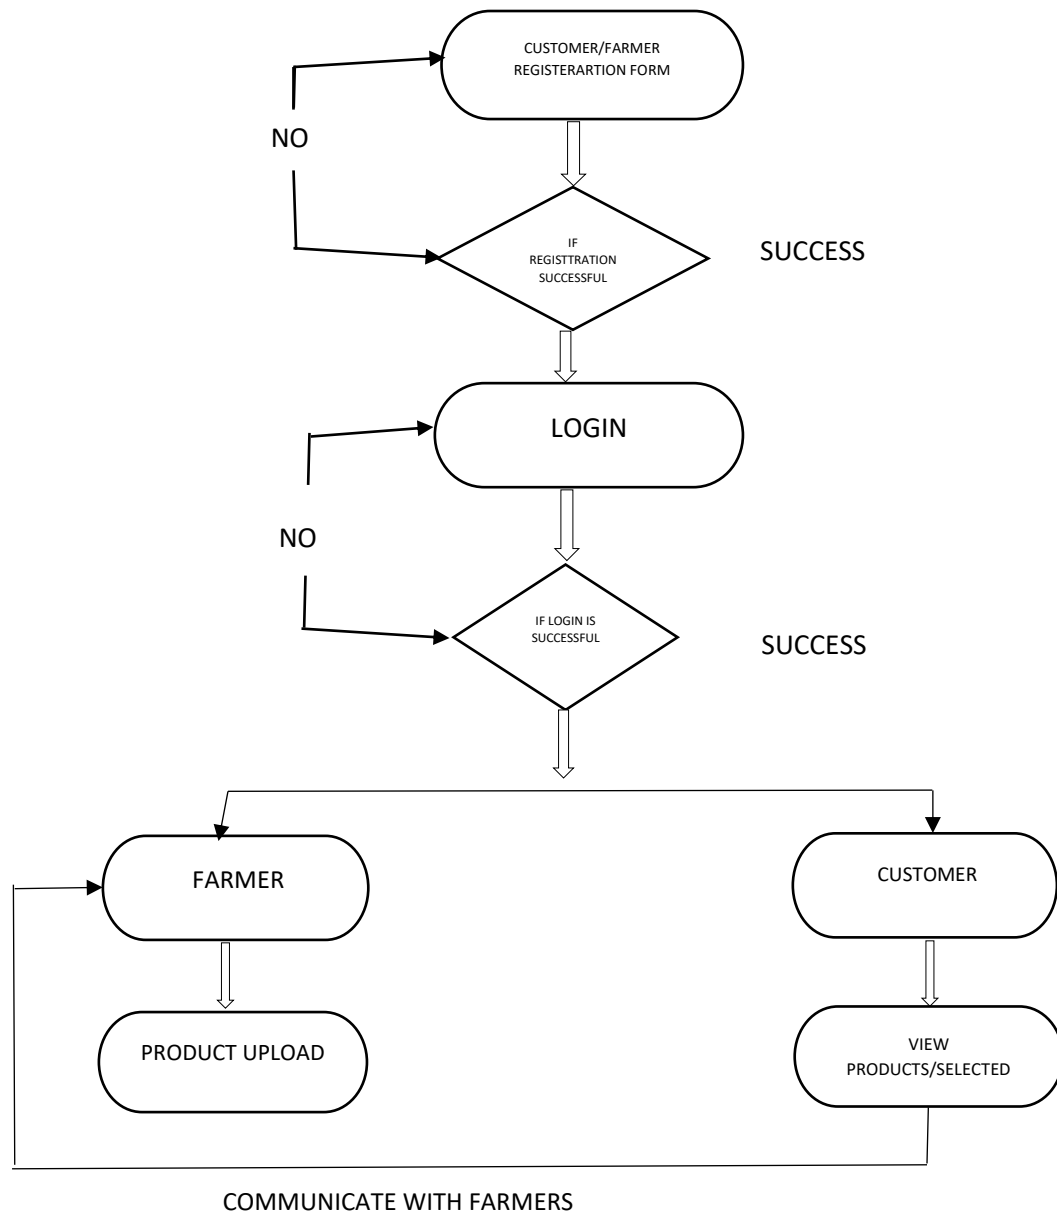 CUSTOMER/FARMER
REGISTERARTION FORM
NO
IF
REGISTTRATION
SUCCESSFUL
SUCCESS
LOGIN
NO
IF LOGIN IS
SUCCESSFUL
SUCCESS
FARMER
CUSTOMER
PRODUCT UPLOAD
VIEW
PRODUCTS/SELECTED
COMMUNICATE WITH FARMERS